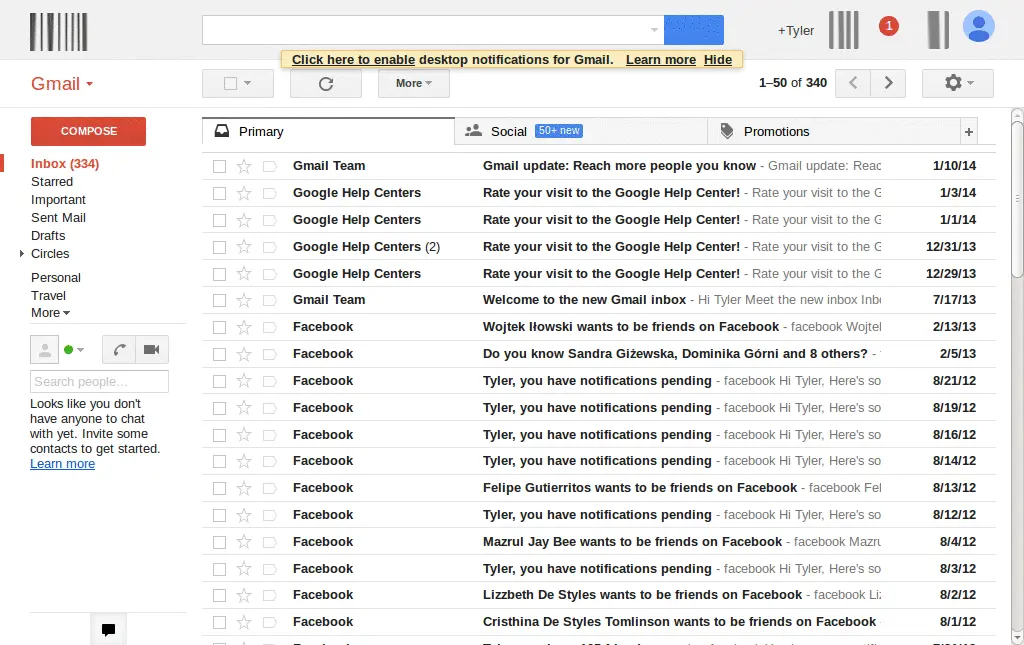 +Tyler
1
Click here to enable desktop notifications for Gmail. Learn more Hide
Gmail
More
1–50 of 340
COMPOSE
Inbox (334)
Starred
Important
Sent Mail
Drafts
Circles
Personal
Travel
More
Search people...
Looks like you don't
have anyone to chat
with yet. Invite some
contacts to get started.
Learn more
Primary
Social 50+ new
Promotions
+
Gmail Team Gmail update: Reach more people you know - Gmail update: Reac 1/10/14
Google Help Centers Rate your visit to the Google Help Center! - Rate your visit to the G 1/3/14
Google Help Centers Rate your visit to the Google Help Center! - Rate your visit to the G 1/1/14
Google Help Centers (2) Rate your visit to the Google Help Center! - Rate your visit to the G 12/31/13
Google Help Centers Rate your visit to the Google Help Center! - Rate your visit to the G 12/29/13
Gmail Team Welcome to the new Gmail inbox - Hi Tyler Meet the new inbox Inbo 7/17/13
Facebook Wojtek Iłowski wants to be friends on Facebook - facebook Wojtel 2/13/13
Facebook Do you know Sandra Giżewska, Dominika Górni and 8 others? - 2/5/13
Facebook Tyler, you have notifications pending - facebook Hi Tyler, Here's so 8/21/12
Facebook Tyler, you have notifications pending - facebook Hi Tyler, Here's so 8/19/12
Facebook Tyler, you have notifications pending - facebook Hi Tyler, Here's so 8/16/12
Facebook Tyler, you have notifications pending - facebook Hi Tyler, Here's so 8/14/12
Facebook Felipe Gutierritos wants to be friends on Facebook - facebook Fel 8/13/12
Facebook Tyler, you have notifications pending - facebook Hi Tyler, Here's so 8/12/12
Facebook Mazrul Jay Bee wants to be friends on Facebook - facebook Mazru 8/4/12
Facebook Tyler, you have notifications pending - facebook Hi Tyler, Here's so 8/3/12
Facebook Lizzbeth De Styles wants to be friends on Facebook - facebook Liz 8/2/12
Facebook Cristhina De Styles Tomlinson wants to be friends on Facebook 8/1/12